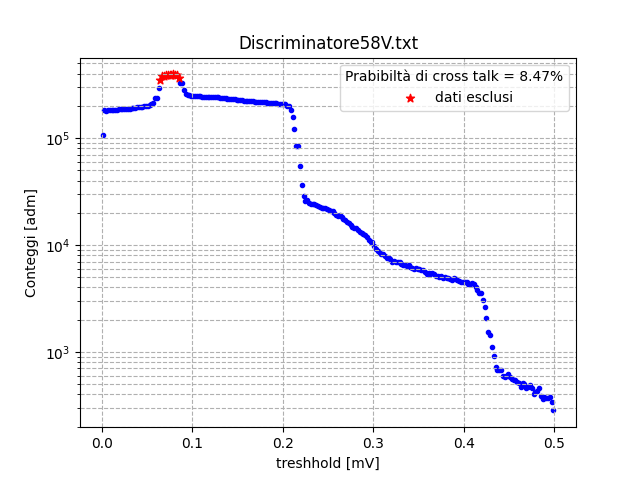 Discriminatore58V.txt
Prabibiltà di cross talk = 8.47%
dati esclusi
Conteggi [adm]
10^5
10^4
10^3
0.0 0.1 0.2 0.3 0.4 0.5
treshhold [mV]